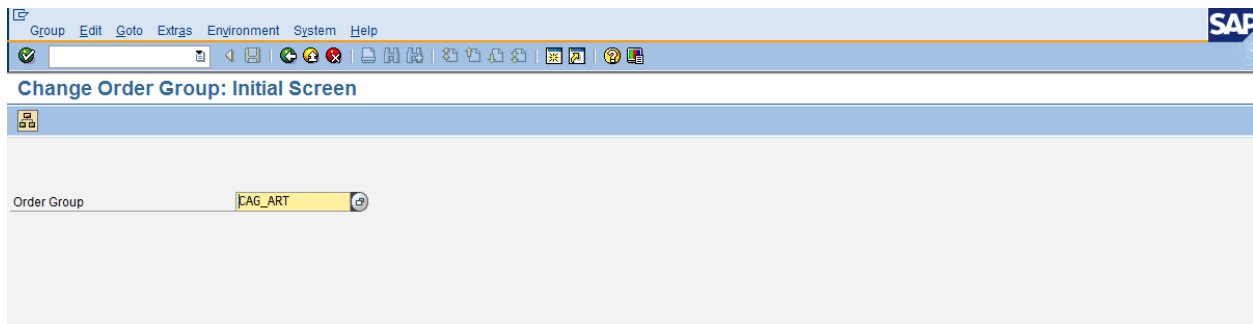 Group Edit Goto Extras Environment System Help
SAP
Change Order Group: Initial Screen
Order Group CAG_ART